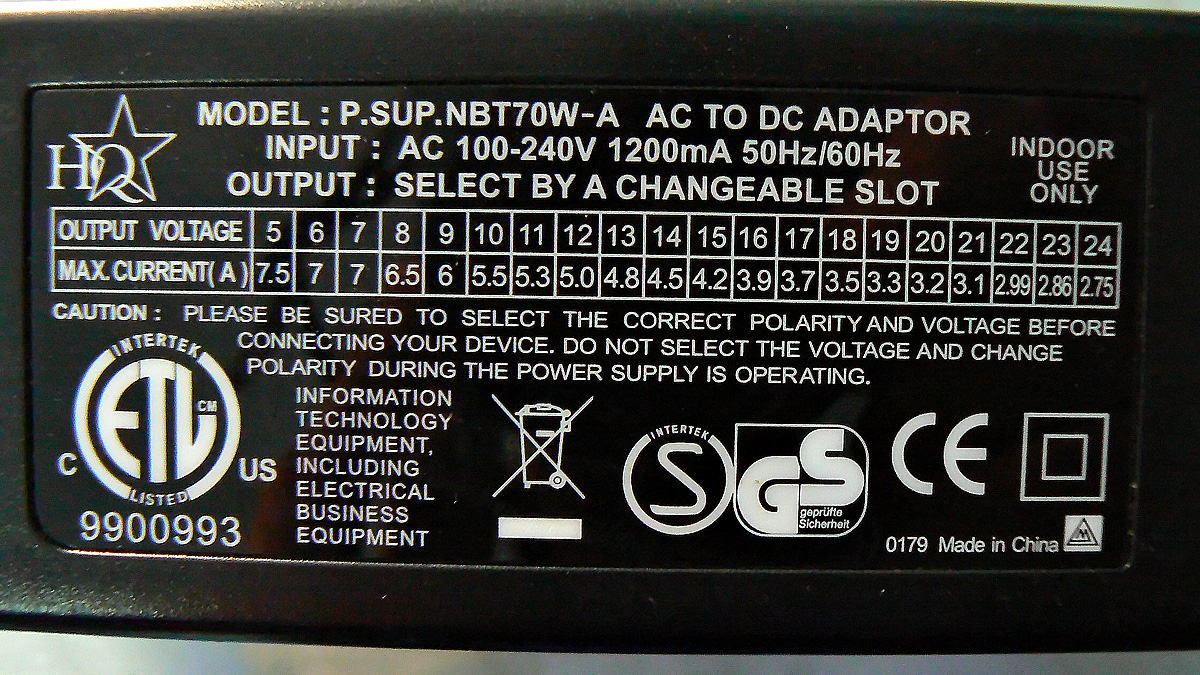 HQ
MODEL : P.SUP.NBT70W-A AC TO DC ADAPTOR
INPUT : AC 100-240V 1200mA 50Hz/60Hz
OUTPUT : SELECT BY A CHANGEABLE SLOT
INDOOR
USE
ONLY
OUTPUT VOLTAGE 5 6 7 8 9 10 11 12 13 14 15 16 17 18 19 20 21 22 23 24
MAX. CURRENT( A ) 7.5 7 7 6.5 6 5.5 5.3 5.0 4.8 4.5 4.2 3.9 3.7 3.5 3.3 3.2 3.1 2.99 2.86 2.75
CAUTION : PLEASE BE SURED TO SELECT THE CORRECT POLARITY AND VOLTAGE BEFORE
CONNECTING YOUR DEVICE. DO NOT SELECT THE VOLTAGE AND CHANGE
POLARITY DURING THE POWER SUPPLY IS OPERATING.
INTERTEK
ETL CM
C US
LISTED
9900993
INFORMATION
TECHNOLOGY
EQUIPMENT,
INCLUDING
ELECTRICAL
BUSINESS
EQUIPMENT
INTERTEK
S
GS
geprüfte
Sicherheit
CE
0179 Made in China